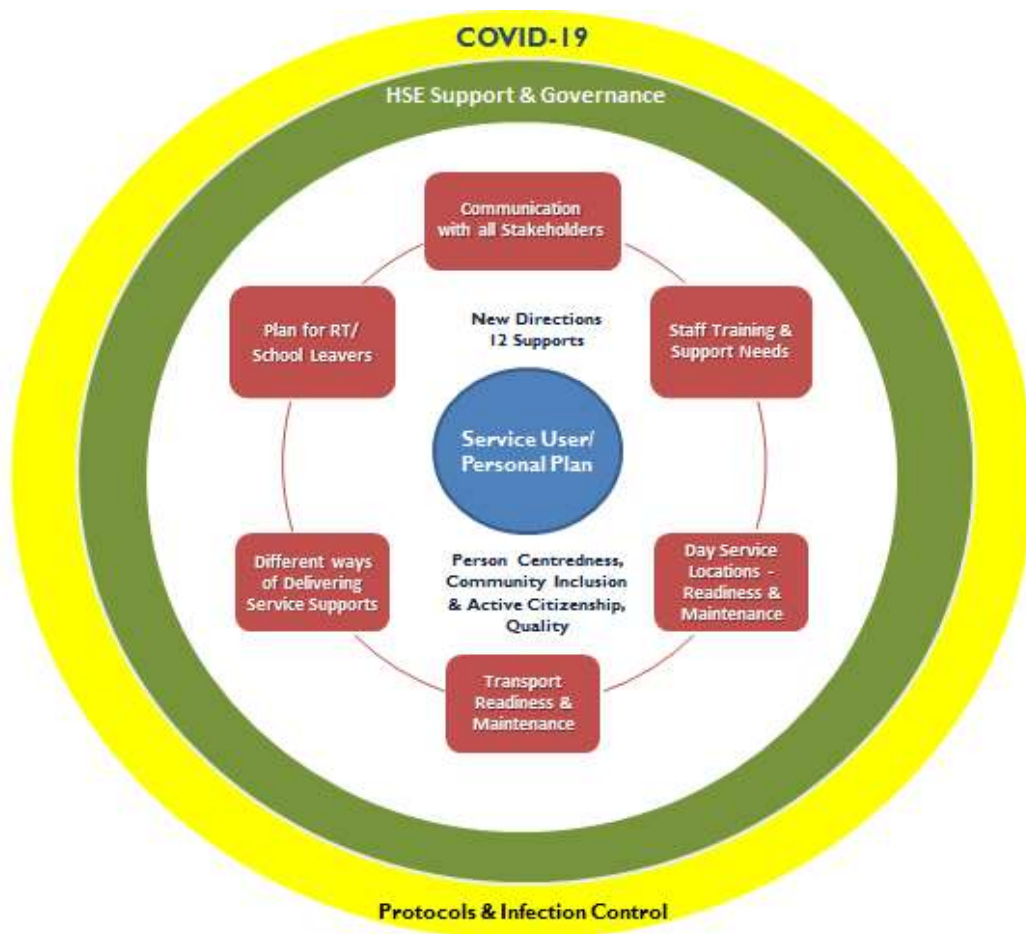 COVID-19
HSE Support & Governance
Communication
with all Stakeholders
Plan for RT/
School Leavers
New Directions
12 Supports
Staff Training &
Support Needs
Service User/
Personal Plan
Different ways
of Delivering
Service Supports
Person Centredness,
Community Inclusion
& Active Citizenship,
Quality
Day Service
Locations -
Readiness &
Maintenance
Transport
Readiness &
Maintenance
Protocols & Infection Control